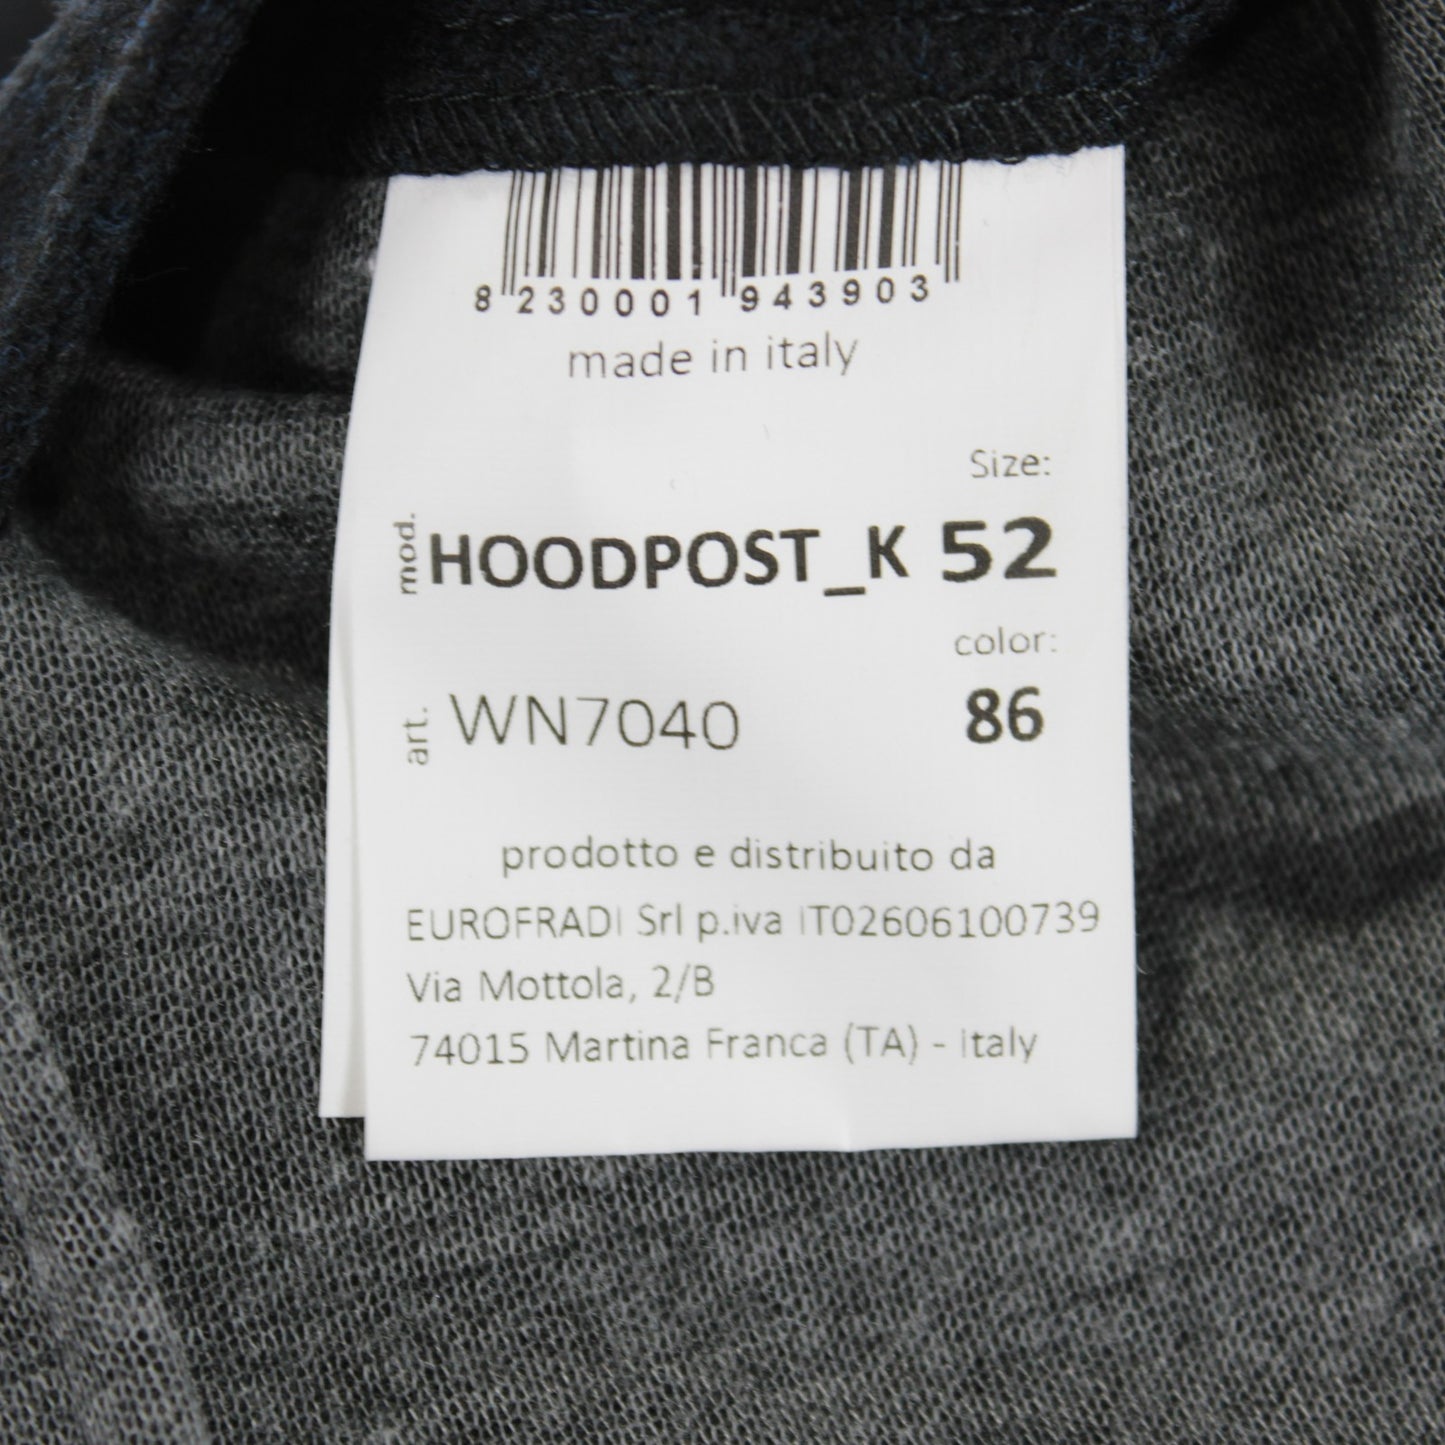 8 230001 943903
made in italy
Size:
mod. HOODPOST_K 52
color:
art. WN7040 86
prodotto e distribuito da
EUROFRADI Srl p.iva IT02606100739
Via Mottola, 2/B
74015 Martina Franca (TA) - Italy